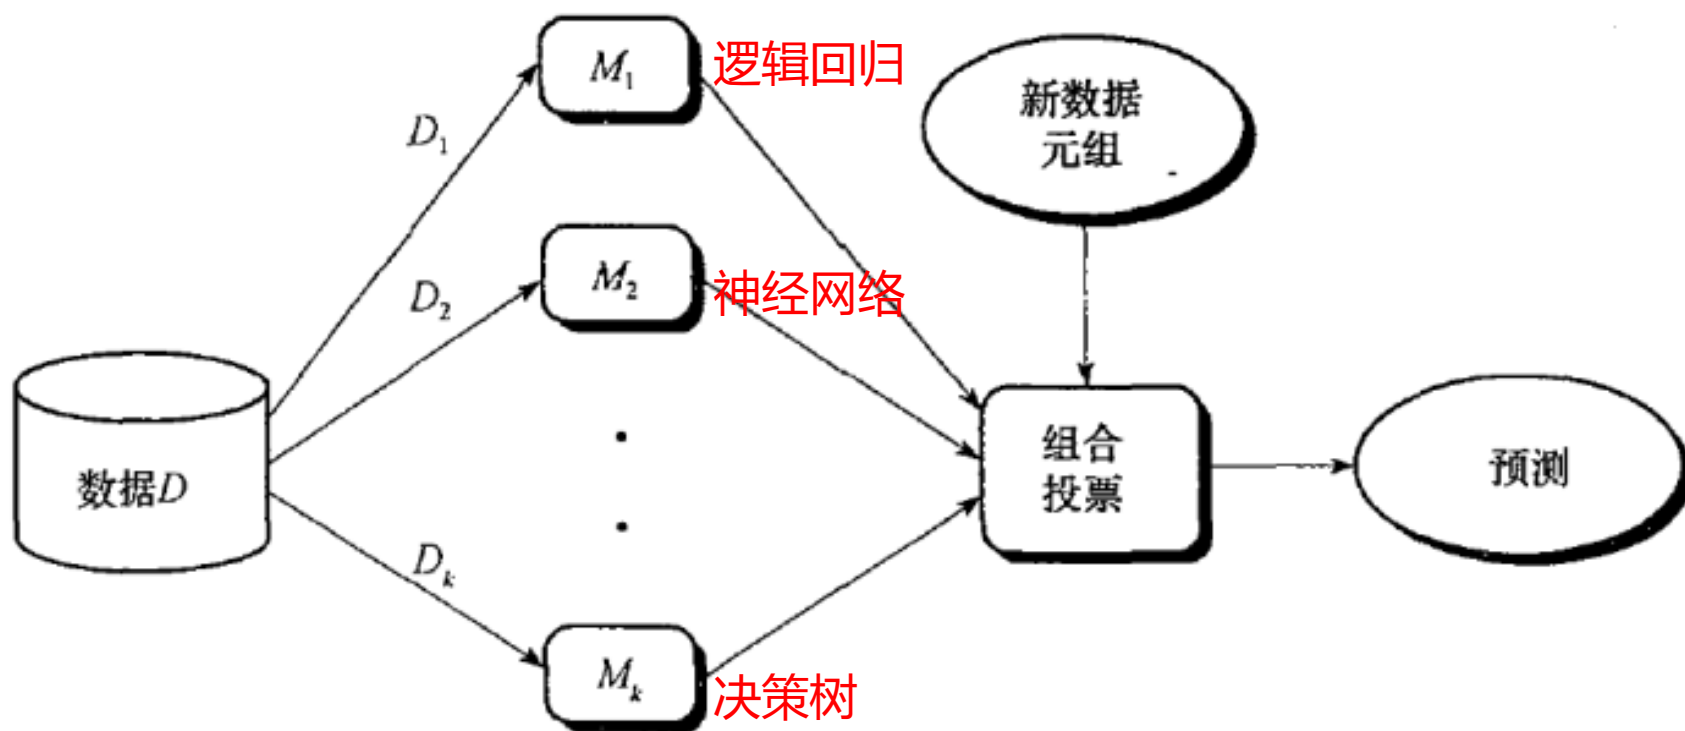 M₁
逻辑回归
新数据
元组
D₁
M₂
神经网络
D₂
数据D
组合
投票
预测
Dₖ
Mₖ
决策树